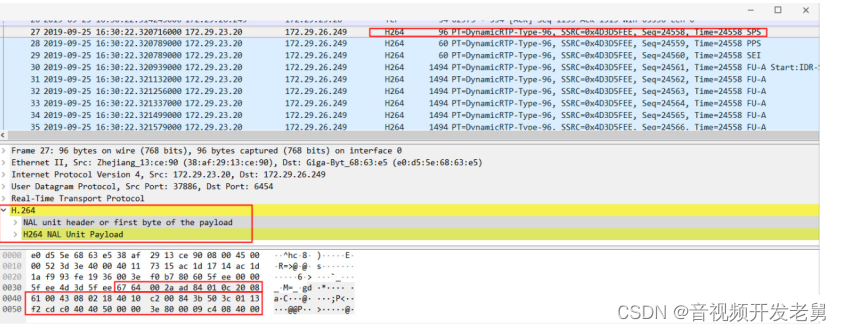 27 2019-09-25 16:30:22.320716000 172.29.23.20 172.29.26.249 H264 96 PT=DynamicRTP-Type-96, SSRC=0x4D3D5FEE, Seq=24558, Time=24558 SPS
28 2019-09-25 16:30:22.320789000 172.29.23.20 172.29.26.249 H264 60 PT=DynamicRTP-Type-96, SSRC=0x4D3D5FEE, Seq=24559, Time=24558 PPS
29 2019-09-25 16:30:22.320789000 172.29.23.20 172.29.26.249 H264 60 PT=DynamicRTP-Type-96, SSRC=0x4D3D5FEE, Seq=24560, Time=24558 SEI
30 2019-09-25 16:30:22.320939000 172.29.23.20 172.29.26.249 H264 1494 PT=DynamicRTP-Type-96, SSRC=0x4D3D5FEE, Seq=24561, Time=24558 FU-A Start:IDR-S
31 2019-09-25 16:30:22.321132000 172.29.23.20 172.29.26.249 H264 1494 PT=DynamicRTP-Type-96, SSRC=0x4D3D5FEE, Seq=24562, Time=24558 FU-A
32 2019-09-25 16:30:22.321256000 172.29.23.20 172.29.26.249 H264 1494 PT=DynamicRTP-Type-96, SSRC=0x4D3D5FEE, Seq=24563, Time=24558 FU-A
33 2019-09-25 16:30:22.321337000 172.29.23.20 172.29.26.249 H264 1494 PT=DynamicRTP-Type-96, SSRC=0x4D3D5FEE, Seq=24564, Time=24558 FU-A
34 2019-09-25 16:30:22.321499000 172.29.23.20 172.29.26.249 H264 1494 PT=DynamicRTP-Type-96, SSRC=0x4D3D5FEE, Seq=24565, Time=24558 FU-A
35 2019-09-25 16:30:22.321579000 172.29.23.20 172.29.26.249 H264 1494 PT=DynamicRTP-Type-96, SSRC=0x4D3D5FEE, Seq=24566, Time=24558 FU-A
Frame 27: 96 bytes on wire (768 bits), 96 bytes captured (768 bits) on interface 0
Ethernet II, Src: Zhejiang_13:ce:90 (38:af:29:13:ce:90), Dst: Giga-Byt_68:63:e5 (e0:d5:5e:68:63:e5)
Internet Protocol Version 4, Src: 172.29.23.20, Dst: 172.29.26.249
User Datagram Protocol, Src Port: 37886, Dst Port: 6454
Real-Time Transport Protocol
H.264
NAL unit header or first byte of the payload
H264 NAL Unit Payload
0000 e0 d5 5e 68 63 e5 38 af 29 13 ce 90 08 00 45 00 ··^hc·8· )·····E·
0010 00 52 3d 3e 40 00 40 11 73 15 ac 1d 17 14 ac 1d ·R=>@·@· s·······
0020 1a f9 93 fe 19 36 00 3e f0 b7 80 60 5f ee 00 00 ·····6·> ···`_···
0030 5f ee 4d 3d 5f ee 67 64 00 2a ad 84 01 0c 20 08 _·M=_·gd ·*···· ·
0040 61 00 43 08 02 18 40 10 c2 00 84 3b 50 3c 01 13 a·C···@· ···;P<··
0050 f2 cd c0 40 40 50 00 00 3e 80 00 09 c4 08 40 00 ···@@P·· >·····@·
CSDN @音视频开发老舅